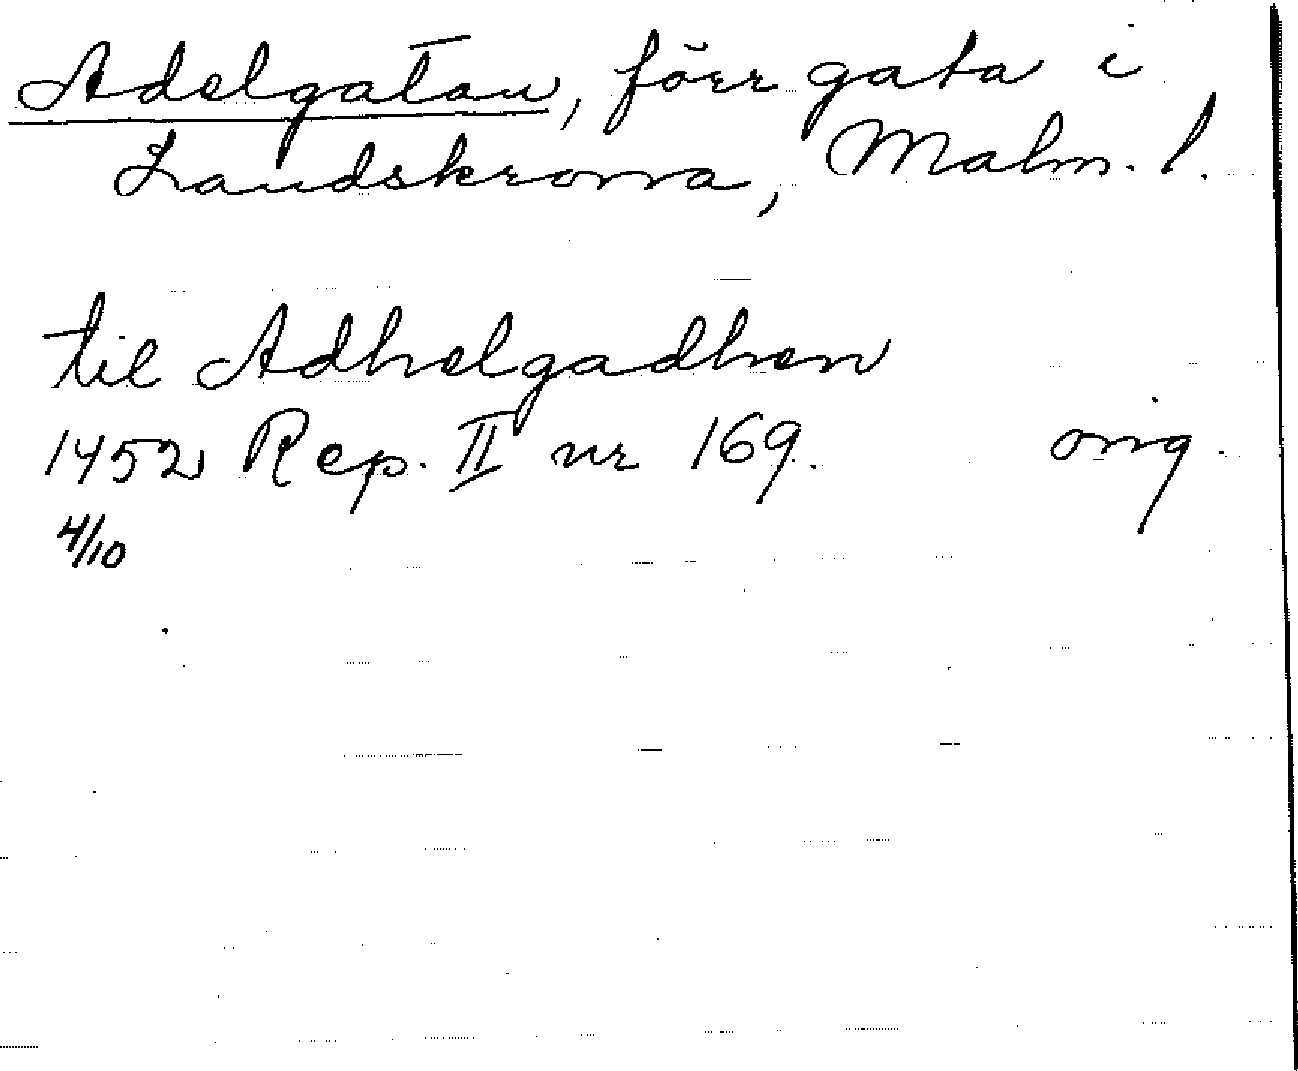 Adelgatan, förr gata i
Landskrona, Malm. l.
til Adhelgadhen
1452 Rep. II nr 169. orig.
4/10